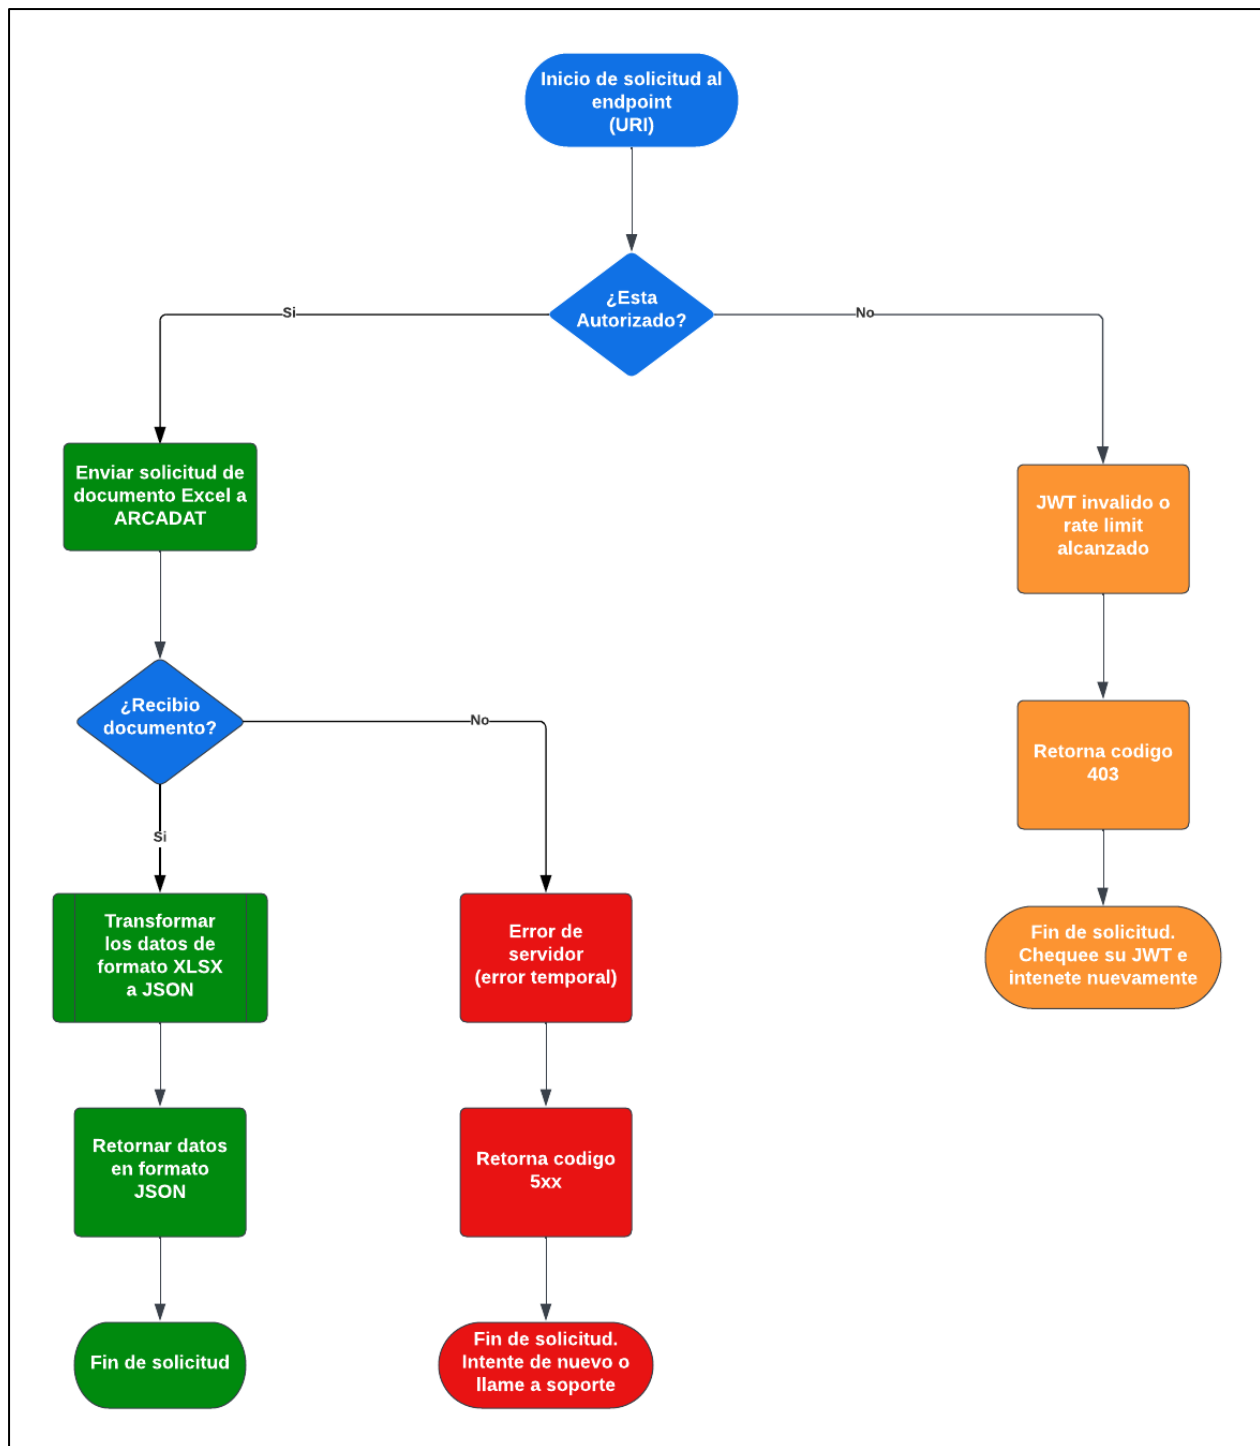 Inicio de solicitud al
endpoint
(URI)
¿Esta
Autorizado?
Si
No
Enviar solicitud de
documento Excel a
ARCADAT
JWT invalido o
rate limit
alcanzado
¿Recibio
documento?
No
Si
Retorna codigo
403
Transformar
los datos de
formato XLSX
a JSON
Error de
servidor
(error temporal)
Fin de solicitud.
Chequee su JWT e
intenete nuevamente
Retornar datos
en formato
JSON
Retorna codigo
5xx
Fin de solicitud
Fin de solicitud.
Intente de nuevo o
llame a soporte